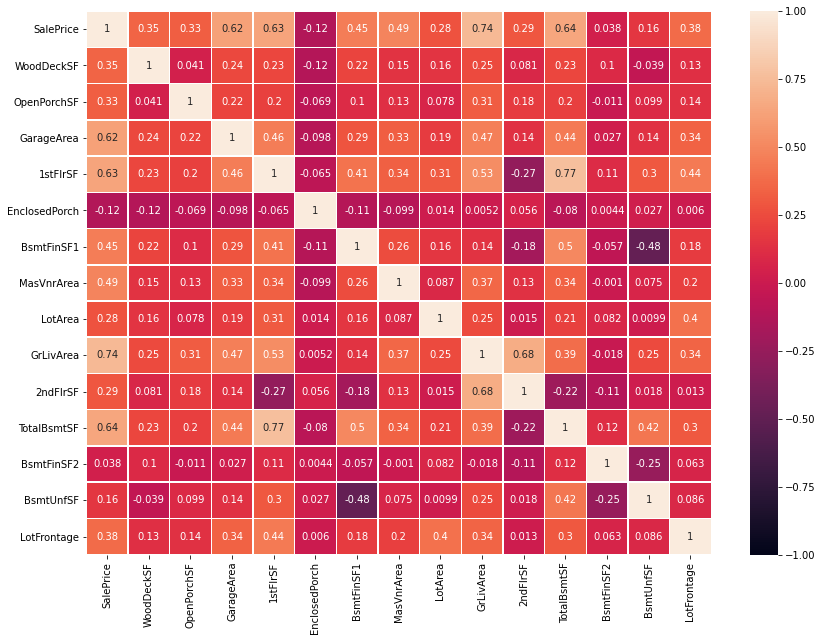 SalePrice 1 0.35 0.33 0.62 0.63 -0.12 0.45 0.49 0.28 0.74 0.29 0.64 0.038 0.16 0.38
WoodDeckSF 0.35 1 0.041 0.24 0.23 -0.12 0.22 0.15 0.16 0.25 0.081 0.23 0.1 -0.039 0.13
OpenPorchSF 0.33 0.041 1 0.22 0.2 -0.069 0.1 0.13 0.078 0.31 0.18 0.2 -0.011 0.099 0.14
GarageArea 0.62 0.24 0.22 1 0.46 -0.098 0.29 0.33 0.19 0.47 0.14 0.44 0.027 0.14 0.34
1stFlrSF 0.63 0.23 0.2 0.46 1 -0.065 0.41 0.34 0.31 0.53 -0.27 0.77 0.11 0.3 0.44
EnclosedPorch -0.12 -0.12 -0.069 -0.098 -0.065 1 -0.11 -0.099 0.014 0.0052 0.056 -0.08 0.0044 0.027 0.006
BsmtFinSF1 0.45 0.22 0.1 0.29 0.41 -0.11 1 0.26 0.16 0.14 -0.18 0.5 -0.057 -0.48 0.18
MasVnrArea 0.49 0.15 0.13 0.33 0.34 -0.099 0.26 1 0.087 0.37 0.13 0.34 -0.001 0.075 0.2
LotArea 0.28 0.16 0.078 0.19 0.31 0.014 0.16 0.087 1 0.25 0.015 0.21 0.082 0.0099 0.4
GrLivArea 0.74 0.25 0.31 0.47 0.53 0.0052 0.14 0.37 0.25 1 0.68 0.39 -0.018 0.25 0.34
2ndFlrSF 0.29 0.081 0.18 0.14 -0.27 0.056 -0.18 0.13 0.015 0.68 1 -0.22 -0.11 0.018 0.013
TotalBsmtSF 0.64 0.23 0.2 0.44 0.77 -0.08 0.5 0.34 0.21 0.39 -0.22 1 0.12 0.42 0.3
BsmtFinSF2 0.038 0.1 -0.011 0.027 0.11 0.0044 -0.057 -0.001 0.082 -0.018 -0.11 0.12 1 -0.25 0.063
BsmtUnfSF 0.16 -0.039 0.099 0.14 0.3 0.027 -0.48 0.075 0.0099 0.25 0.018 0.42 -0.25 1 0.086
LotFrontage 0.38 0.13 0.14 0.34 0.44 0.006 0.18 0.2 0.4 0.34 0.013 0.3 0.063 0.086 1
SalePrice
WoodDeckSF
OpenPorchSF
GarageArea
1stFlrSF
EnclosedPorch
BsmtFinSF1
MasVnrArea
LotArea
GrLivArea
2ndFlrSF
TotalBsmtSF
BsmtFinSF2
BsmtUnfSF
LotFrontage
1.00
0.75
0.50
0.25
0.00
−0.25
−0.50
−0.75
−1.00